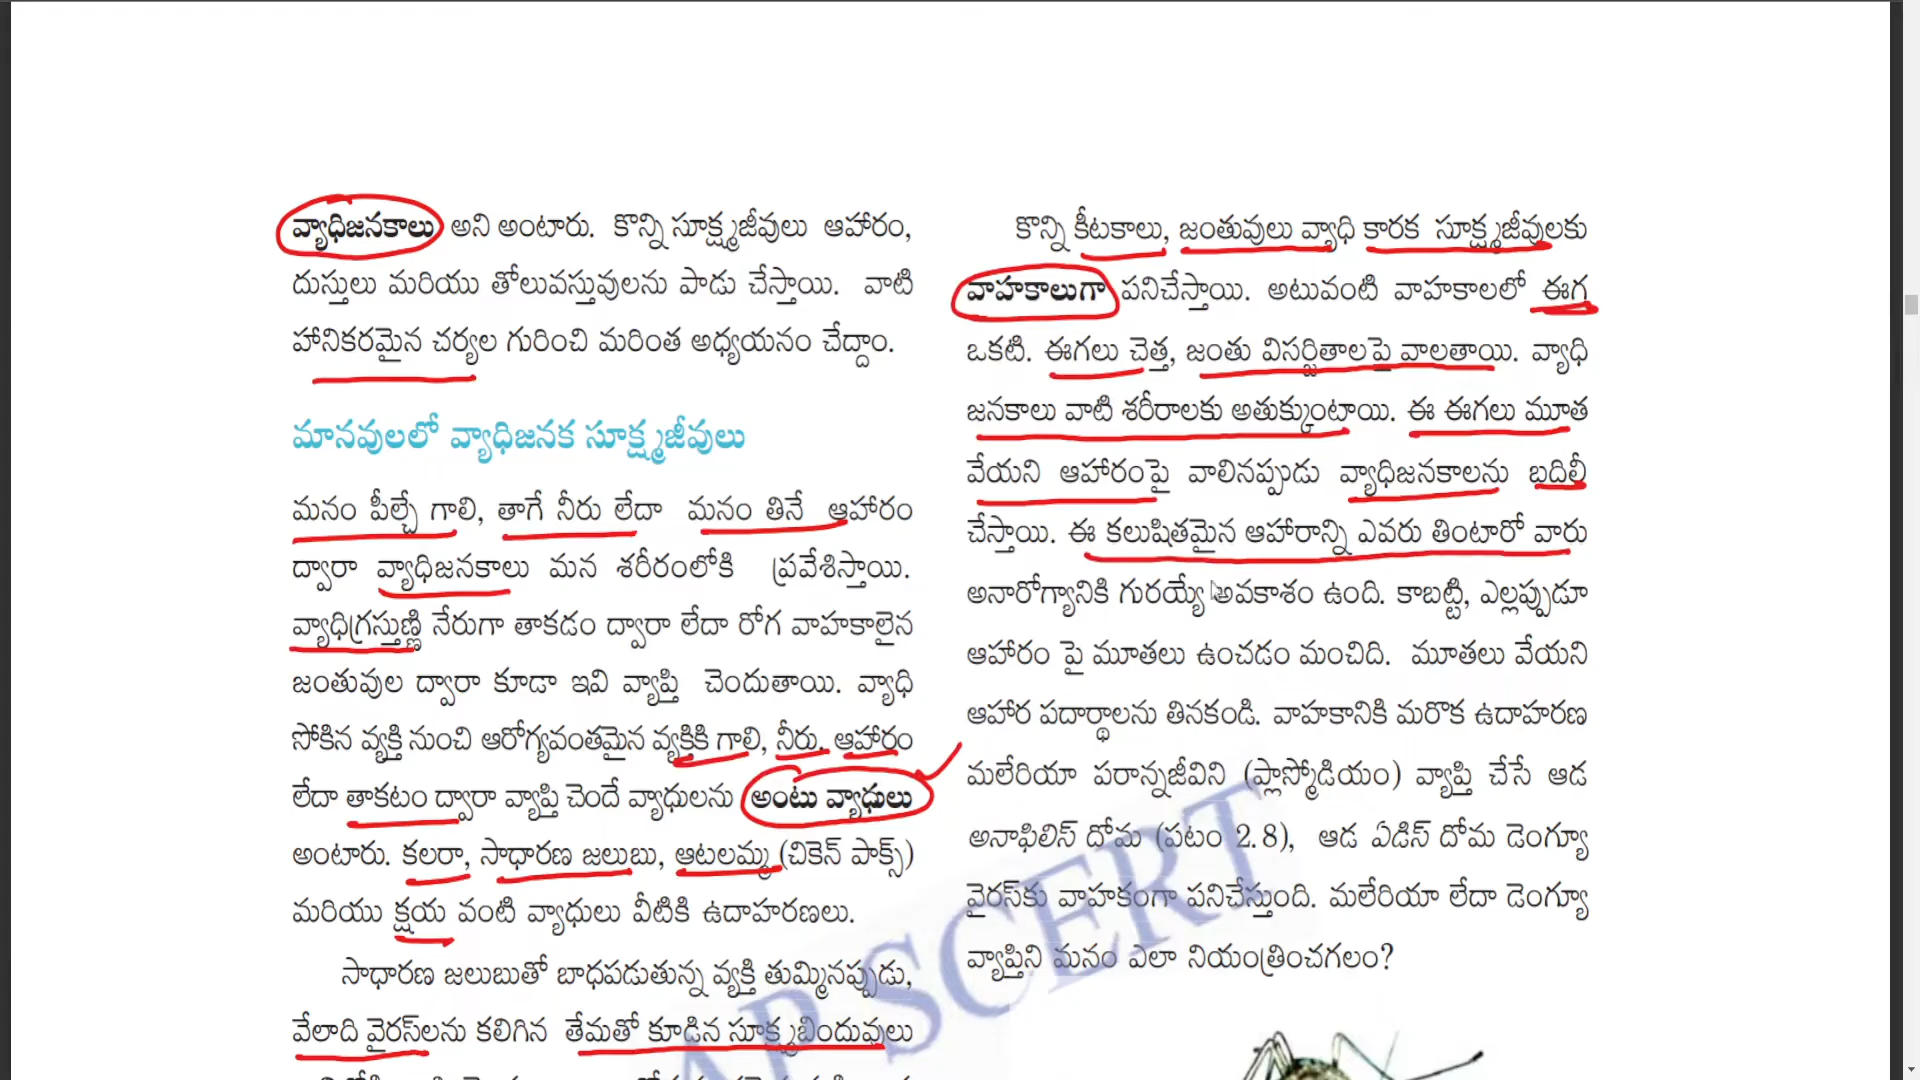 వ్యాధిజనకాలు అని అంటారు. కొన్ని సూక్ష్మజీవులు ఆహారం,
దుస్తులు మరియు తోలువస్తువులను పాడు చేస్తాయి. వాటి
హానికరమైన చర్యల గురించి మరింత అధ్యయనం చేద్దాం.
మానవులలో వ్యాధిజనక సూక్ష్మజీవులు
మనం పీల్చే గాలి, తాగే నీరు లేదా మనం తినే ఆహారం
ద్వారా వ్యాధిజనకాలు మన శరీరంలోకి ప్రవేశిస్తాయి.
వ్యాధిగ్రస్తుణ్ణి నేరుగా తాకడం ద్వారా లేదా రోగ వాహకాలైన
జంతువుల ద్వారా కూడా ఇవి వ్యాప్తి చెందుతాయి. వ్యాధి
సోకిన వ్యక్తి నుంచి ఆరోగ్యవంతమైన వ్యక్తికి గాలి, నీరు, ఆహారం
లేదా తాకటం ద్వారా వ్యాప్తి చెందే వ్యాధులను అంటు వ్యాధులు
అంటారు. కలరా, సాధారణ జలుబు, ఆటలమ్మ (చికెన్ పాక్స్)
మరియు క్షయ వంటి వ్యాధులు వీటికి ఉదాహరణలు.
సాధారణ జలుబుతో బాధపడుతున్న వ్యక్తి తుమ్మినప్పుడు,
వేలాది వైరస్‌లను కలిగిన తేమతో కూడిన సూక్ష్మబిందువులు
కొన్ని కీటకాలు, జంతువులు వ్యాధి కారక సూక్ష్మజీవులకు
వాహకాలుగా పనిచేస్తాయి. అటువంటి వాహకాలలో ఈగ
ఒకటి. ఈగలు చెత్త, జంతు విసర్జితాలపై వాలతాయి. వ్యాధి
జనకాలు వాటి శరీరాలకు అతుక్కుంటాయి. ఈ ఈగలు మూత
వేయని ఆహారంపై వాలినప్పుడు వ్యాధిజనకాలను బదిలీ
చేస్తాయి. ఈ కలుషితమైన ఆహారాన్ని ఎవరు తింటారో వారు
అనారోగ్యానికి గురయ్యే అవకాశం ఉంది. కాబట్టి, ఎల్లప్పుడూ
ఆహారం పై మూతలు ఉంచడం మంచిది. మూతలు వేయని
ఆహార పదార్థాలను తినకండి. వాహకానికి మరొక ఉదాహరణ
మలేరియా పరాన్నజీవిని (ప్లాస్మోడియం) వ్యాప్తి చేసే ఆడ
అనాఫిలిస్ దోమ (పటం 2.8), ఆడ ఏడిస్ దోమ డెంగ్యూ
వైరస్‌కు వాహకంగా పనిచేస్తుంది. మలేరియా లేదా డెంగ్యూ
వ్యాప్తిని మనం ఎలా నియంత్రించగలం?
AP SCERT